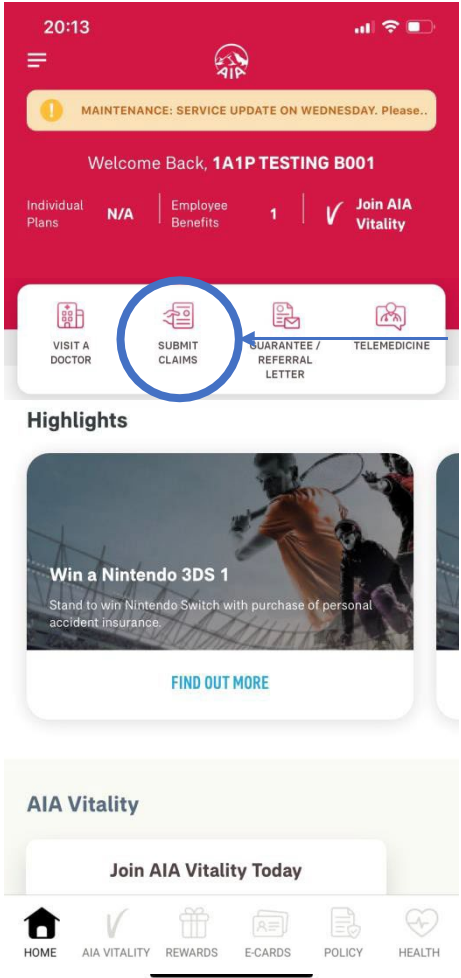 20:13
AIA
MAINTENANCE: SERVICE UPDATE ON WEDNESDAY. Please..
Welcome Back, 1A1P TESTING B001
Individual
Plans
N/A
Employee
Benefits
1
Join AIA
Vitality
VISIT A
DOCTOR
SUBMIT
CLAIMS
GUARANTEE /
REFERRAL
LETTER
TELEMEDICINE
Highlights
Win a Nintendo 3DS 1
Stand to win Nintendo Switch with purchase of personal
accident insurance.
FIND OUT MORE
AIA Vitality
Join AIA Vitality Today
HOME
AIA VITALITY
REWARDS
E-CARDS
POLICY
HEALTH